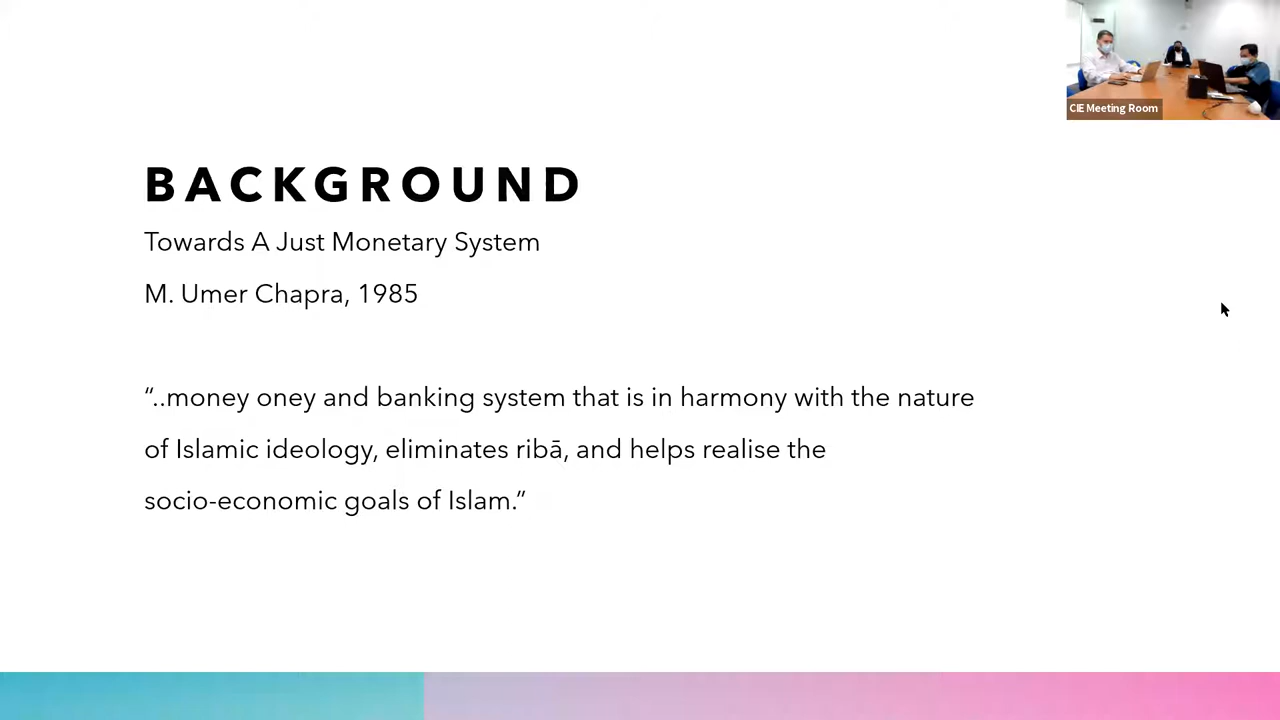 CIE Meeting Room
BACKGROUND
Towards A Just Monetary System
M. Umer Chapra, 1985
“..money oney and banking system that is in harmony with the nature
of Islamic ideology, eliminates ribā, and helps realise the
socio-economic goals of Islam.”